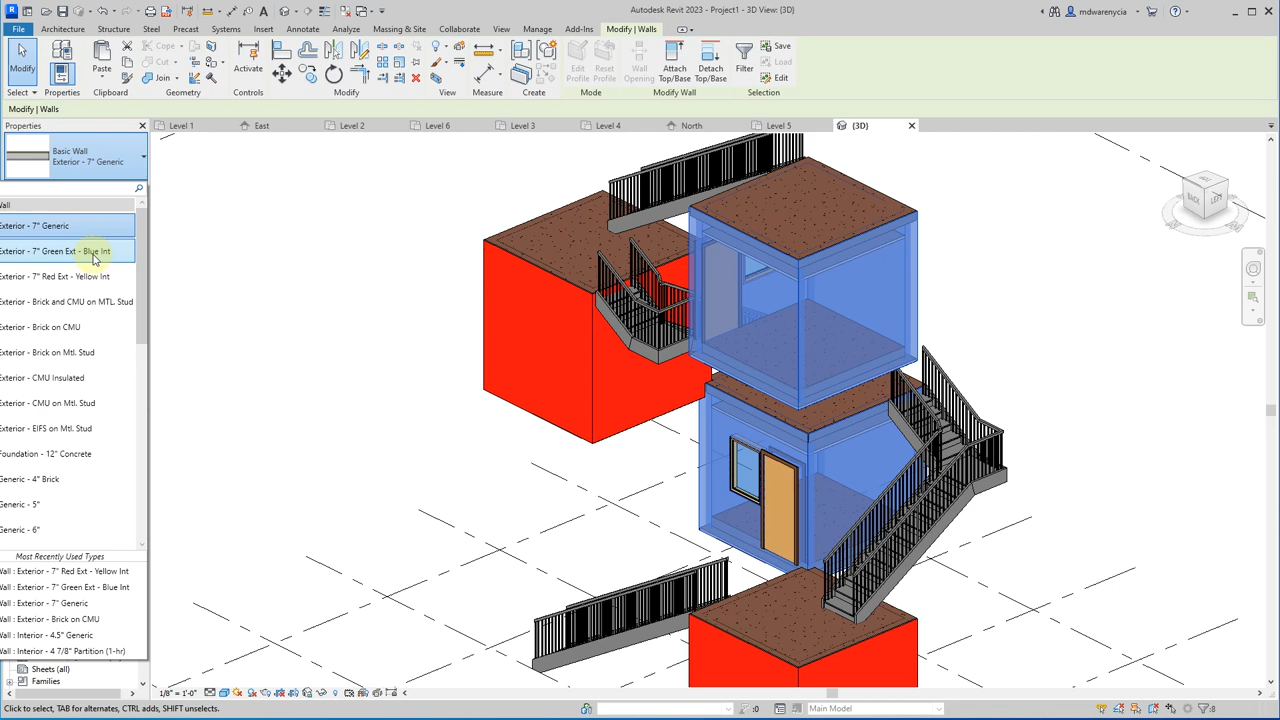 Autodesk Revit 2023 - Project1 - 3D View: {3D}
mdwarenycia
File Architecture Structure Steel Precast Systems Insert Annotate Analyze Massing & Site Collaborate View Manage Add-Ins Modify | Walls
Modify Properties Paste Cope Cut Join Activate Edit Profile Reset Profile Wall Opening Attach Top/Base Detach Top/Base Filter Save Load Edit
Select Properties Clipboard Geometry Controls Modify View Measure Create Mode Modify Wall Selection
Modify | Walls
Properties
Level 1 East Level 2 Level 6 Level 3 Level 4 North Level 5 {3D}
Basic Wall
Exterior - 7" Generic
Wall
Exterior - 7" Generic
Exterior - 7" Green Ext - Blue Int
Exterior - 7" Red Ext - Yellow Int
Exterior - Brick and CMU on MTL. Stud
Exterior - Brick on CMU
Exterior - Brick on Mtl. Stud
Exterior - CMU Insulated
Exterior - CMU on Mtl. Stud
Exterior - EIFS on Mtl. Stud
Foundation - 12" Concrete
Generic - 4" Brick
Generic - 5"
Generic - 6"
Most Recently Used Types
Wall : Exterior - 7" Red Ext - Yellow Int
Wall : Exterior - 7" Green Ext - Blue Int
Wall : Exterior - 7" Generic
Wall : Exterior - Brick on CMU
Wall : Interior - 4.5" Generic
Wall : Interior - 4 7/8" Partition (1-hr)
Sheets (all)
Families
BACK LEFT
1/8" = 1'-0"
Click to select, TAB for alternates, CTRL adds, SHIFT unselects.
:0 Main Model :8